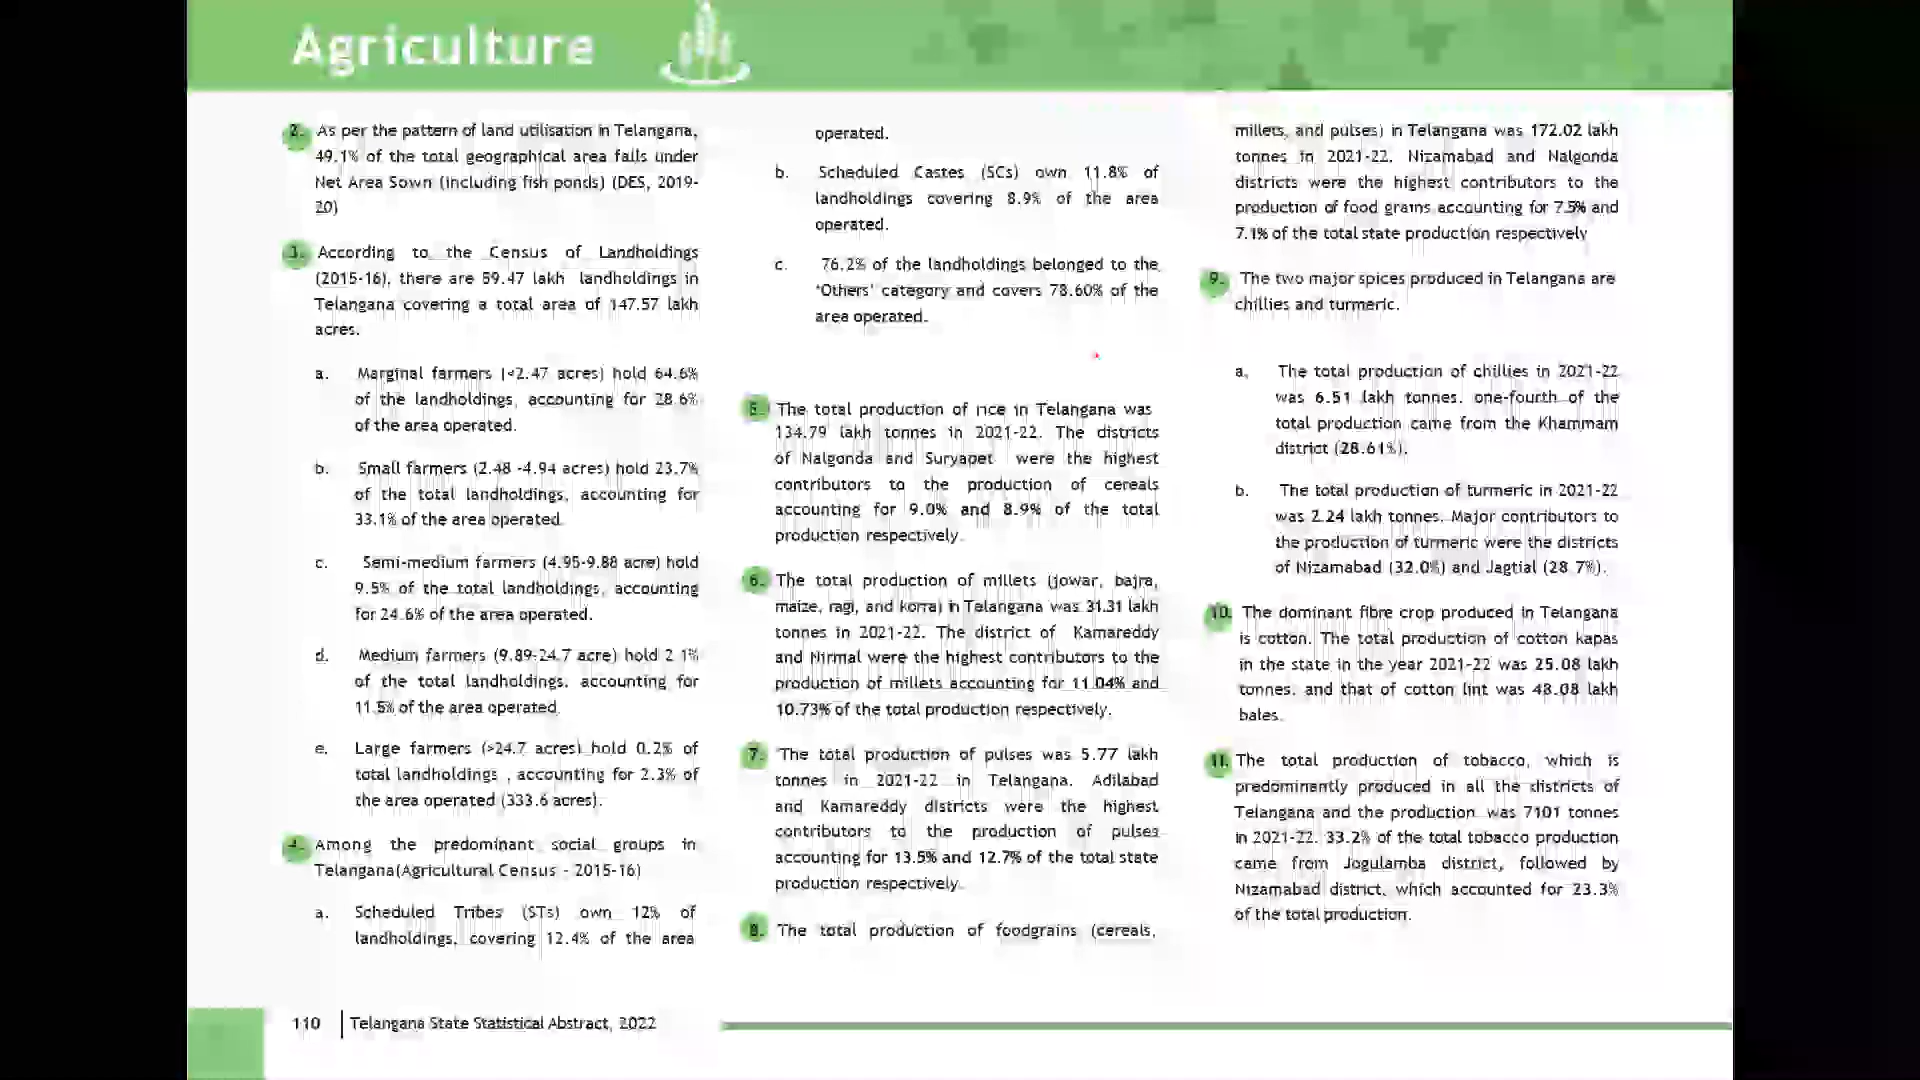 Agriculture
2. As per the pattern of land utilisation in Telangana,
49.1% of the total geographical area falls under
Net Area Sown (including fish ponds) (DES, 2019-
20)
3. According to the Census of Landholdings
(2015-16), there are 59.47 lakh landholdings in
Telangana covering a total area of 147.57 lakh
acres.
a. Marginal farmers (<2.47 acres) hold 64.6%
of the landholdings, accounting for 28.6%
of the area operated.
b. Small farmers (2.48 -4.94 acres) hold 23.7%
of the total landholdings, accounting for
33.1% of the area operated.
c. Semi-medium farmers (4.95-9.88 acre) hold
9.5% of the total landholdings, accounting
for 24.6% of the area operated.
d. Medium farmers (9.89-24.7 acre) hold 2.1%
of the total landholdings, accounting for
11.5% of the area operated.
e. Large farmers (>24.7 acres) hold 0.2% of
total landholdings , accounting for 2.3% of
the area operated (333.6 acres).
4. Among the predominant social groups in
Telangana(Agricultural Census - 2015-16)
a. Scheduled Tribes (STs) own 12% of
landholdings, covering 12.4% of the area
operated.
b. Scheduled Castes (SCs) own 11.8% of
landholdings covering 8.9% of the area
operated.
c. 76.2% of the landholdings belonged to the
'Others' category and covers 78.60% of the
area operated.
5. The total production of rice in Telangana was
134.79 lakh tonnes in 2021-22. The districts
of Nalgonda and Suryapet were the highest
contributors to the production of cereals
accounting for 9.0% and 8.9% of the total
production respectively.
6. The total production of millets (jowar, bajra,
maize, ragi, and korra) in Telangana was 31.31 lakh
tonnes in 2021-22. The district of Kamareddy
and Nirmal were the highest contributors to the
production of millets accounting for 11.04% and
10.73% of the total production respectively.
7. The total production of pulses was 5.77 lakh
tonnes in 2021-22 in Telangana. Adilabad
and Kamareddy districts were the highest
contributors to the production of pulses
accounting for 13.5% and 12.7% of the total state
production respectively.
8. The total production of foodgrains (cereals,
millets, and pulses) in Telangana was 172.02 lakh
tonnes in 2021-22. Nizamabad and Nalgonda
districts were the highest contributors to the
production of food grains accounting for 7.5% and
7.1% of the total state production respectively
9. The two major spices produced in Telangana are
chillies and turmeric.
a. The total production of chillies in 2021-22
was 6.51 lakh tonnes. one-fourth of the
total production came from the Khammam
district (28.61%).
b. The total production of turmeric in 2021-22
was 2.24 lakh tonnes. Major contributors to
the production of turmeric were the districts
of Nizamabad (32.0%) and Jagtial (28.7%).
10. The dominant fibre crop produced in Telangana
is cotton. The total production of cotton kapas
in the state in the year 2021-22 was 25.08 lakh
tonnes. and that of cotton lint was 48.08 lakh
bales.
11. The total production of tobacco, which is
predominantly produced in all the districts of
Telangana and the production was 7101 tonnes
in 2021-22. 33.2% of the total tobacco production
came from Jogulamba district, followed by
Nizamabad district, which accounted for 23.3%
of the total production.
110 Telangana State Statistical Abstract, 2022